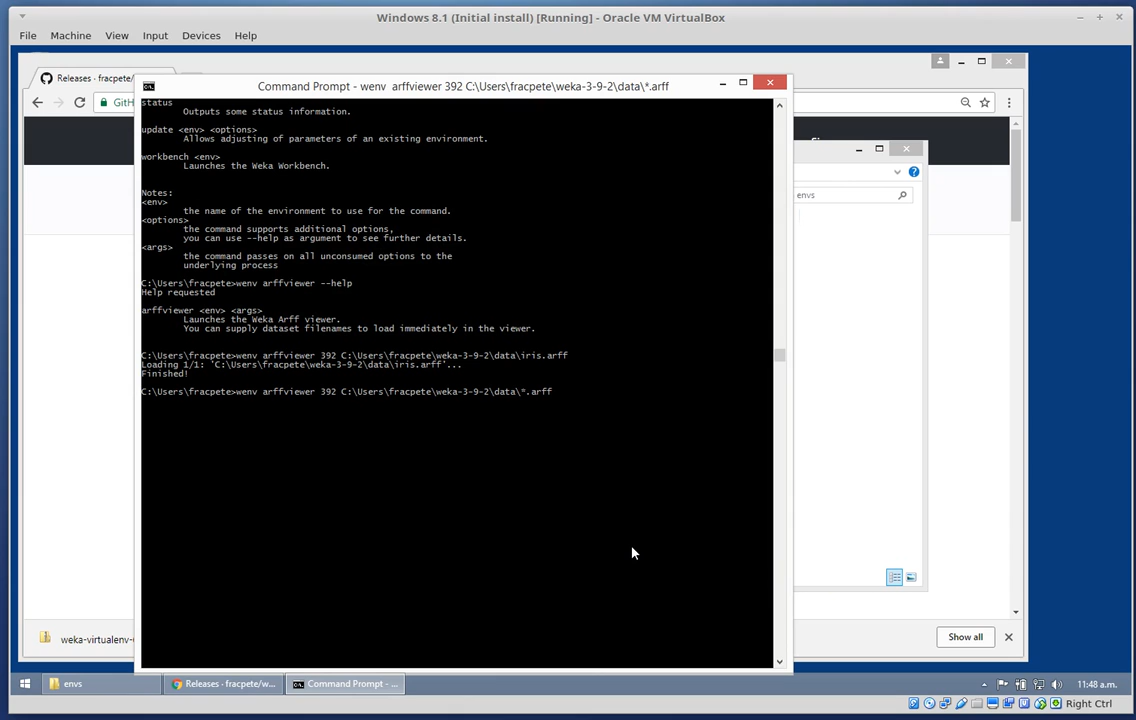 Windows 8.1 (Initial install) [Running] - Oracle VM VirtualBox
File Machine View Input Devices Help
Releases · fracpete/
Command Prompt - wenv arffviewer 392 C:\Users\fracpete\weka-3-9-2\data\*.arff
GitH
status
Outputs some status information.
update <env> <options>
Allows adjusting of parameters of an existing environment.
workbench <env>
Launches the Weka Workbench.
Notes:
<env>
the name of the environment to use for the command.
<options>
the command supports additional options,
you can use --help as argument to see further details.
<args>
the command passes on all unconsumed options to the
underlying process
C:\Users\fracpete>wenv arffviewer --help
Help requested
arffviewer <env> <args>
Launches the Weka Arff viewer.
You can supply dataset filenames to load immediately in the viewer.
C:\Users\fracpete>wenv arffviewer 392 C:\Users\fracpete\weka-3-9-2\data\iris.arff
Loading 1/1: 'C:\Users\fracpete\weka-3-9-2\data\iris.arff'...
Finished!
C:\Users\fracpete>wenv arffviewer 392 C:\Users\fracpete\weka-3-9-2\data\*.arff
envs
weka-virtualenv-
Show all
envs
Releases - fracpete/w...
Command Prompt - ...
11:48 a.m.
Right Ctrl